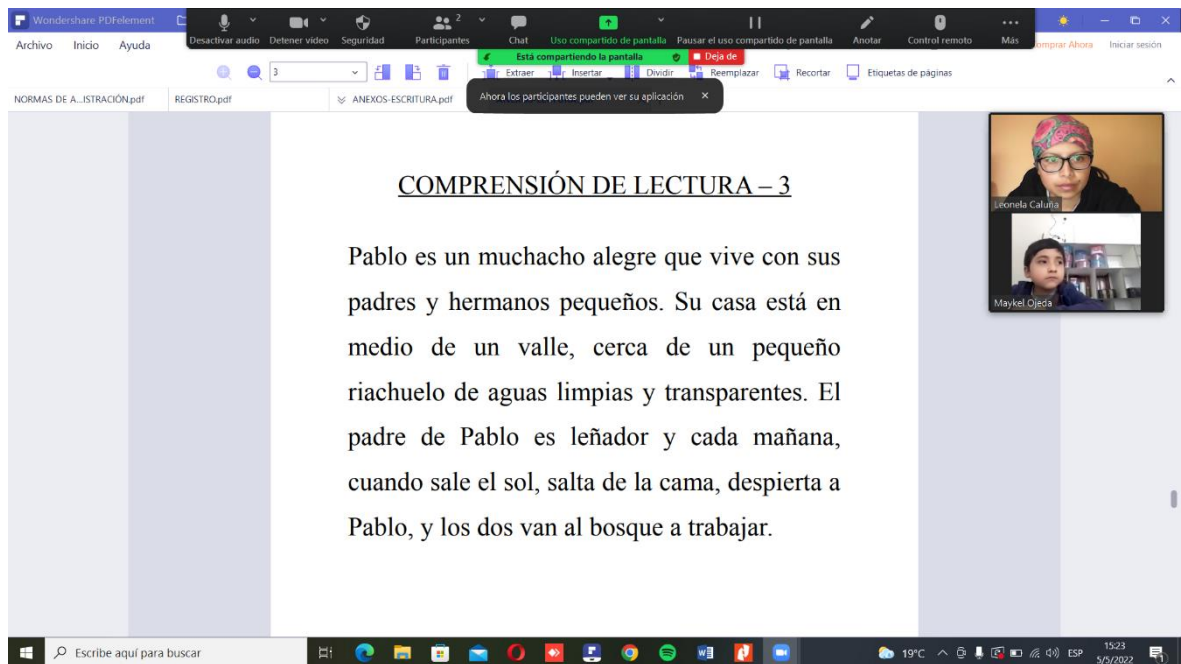 Wondershare PDFelement
Desactivar audio Detener video Seguridad Participantes 2 Chat Uso compartido de pantalla Pausar el uso compartido de pantalla Anotar Control remoto Más
Archivo Inicio Ayuda
Comprar Ahora Iniciar sesión
Está compartiendo la pantalla Deja de
3 Extraer Insertar Dividir Reemplazar Recortar Etiquetas de páginas
NORMAS DE A...ISTRACIÓN.pdf REGISTRO.pdf ANEXOS-ESCRITURA.pdf
Ahora los participantes pueden ver su aplicación
COMPRENSIÓN DE LECTURA – 3
Pablo es un muchacho alegre que vive con sus
padres y hermanos pequeños. Su casa está en
medio de un valle, cerca de un pequeño
riachuelo de aguas limpias y transparentes. El
padre de Pablo es leñador y cada mañana,
cuando sale el sol, salta de la cama, despierta a
Pablo, y los dos van al bosque a trabajar.
Leonela Caluña
Maykel Ojeda
Escribe aquí para buscar
19°C ESP
15:23
5/5/2022